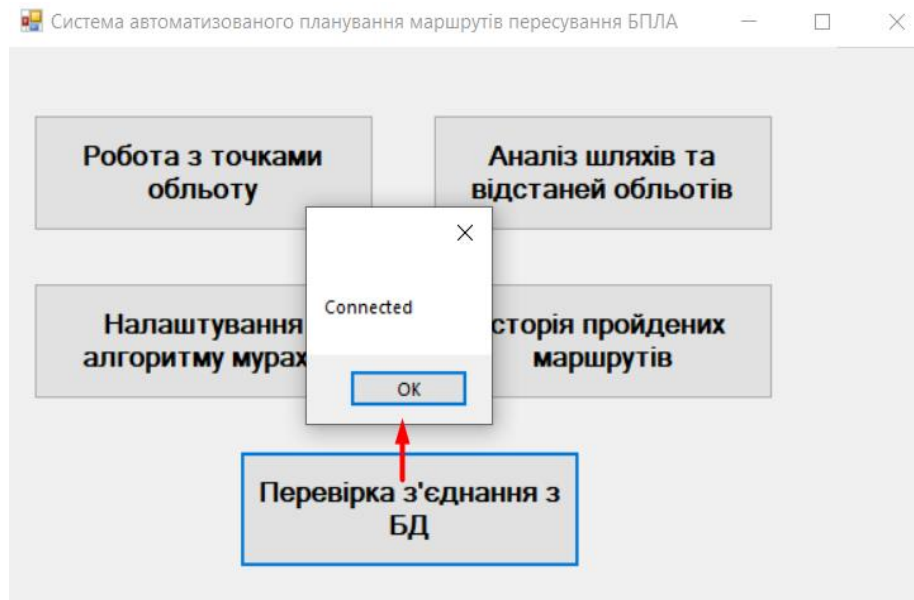 Система автоматизованого планування маршрутів пересування БПЛА
Робота з точками
обльоту
Аналіз шляхів та
відстаней обльотів
Connected
OK
Налаштування
алгоритму мурах
сторія пройдених
маршрутів
Перевірка з'єднання з
БД